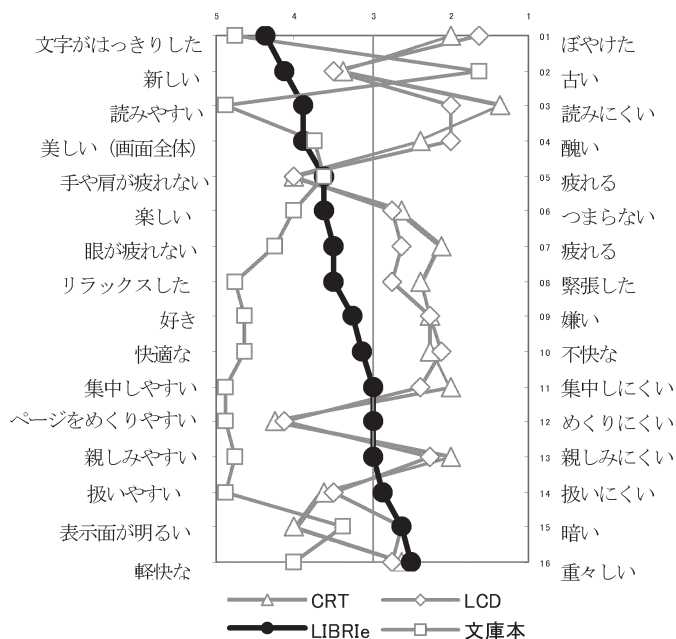 5 4 3 2 1
文字がはっきりした 01 ぼやけた
新しい 02 古い
読みやすい 03 読みにくい
美しい（画面全体） 04 醜い
手や肩が疲れない 05 疲れる
楽しい 06 つまらない
眼が疲れない 07 疲れる
リラックスした 08 緊張した
好き 09 嫌い
快適な 10 不快な
集中しやすい 11 集中しにくい
ページをめくりやすい 12 めくりにくい
親しみやすい 13 親しみにくい
扱いやすい 14 扱いにくい
表示面が明るい 15 暗い
軽快な 16 重々しい
CRT LCD
LIBRIe 文庫本